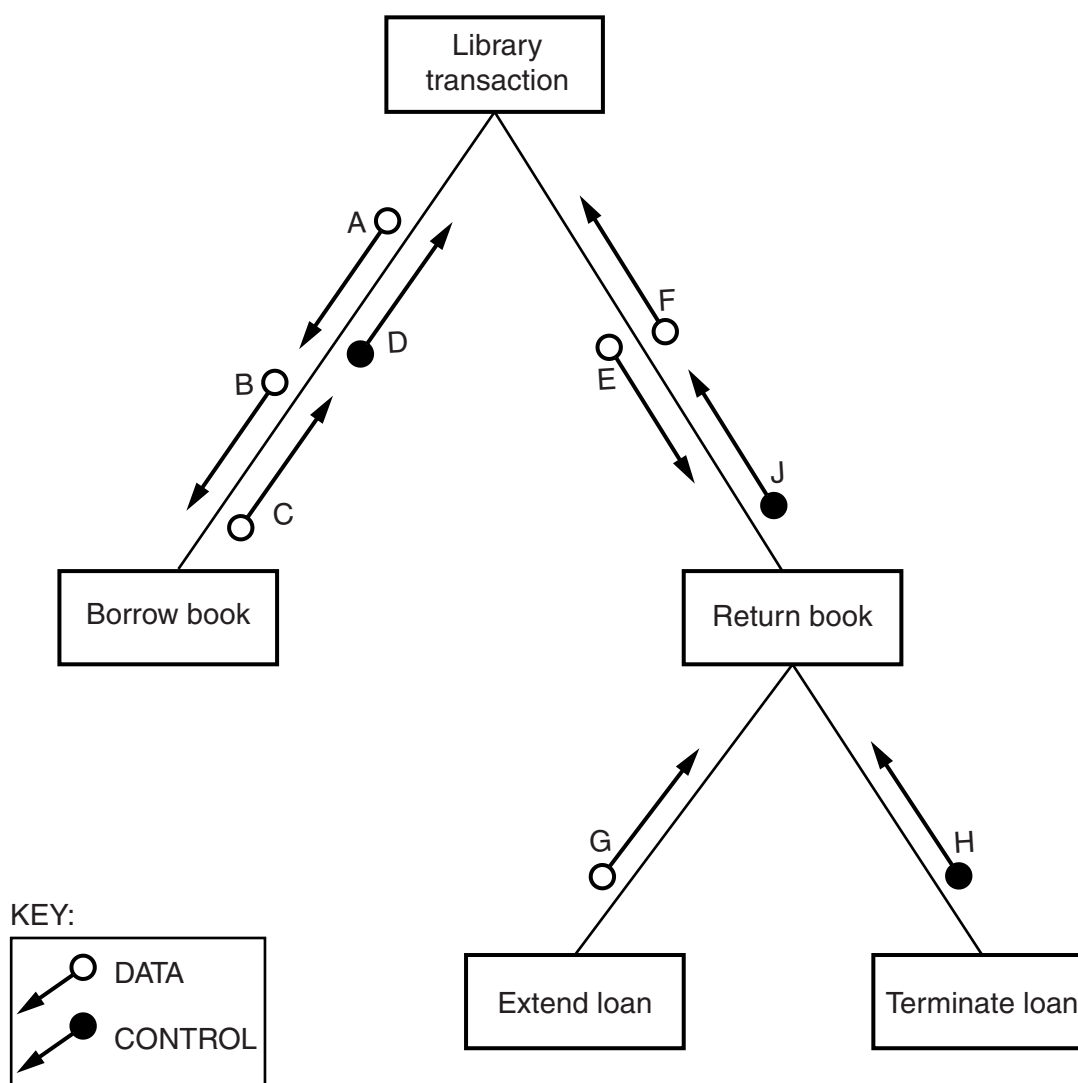 Library
transaction
A
F
D
B
E
J
C
Borrow book
Return book
G
H
KEY:
DATA
Extend loan
Terminate loan
CONTROL